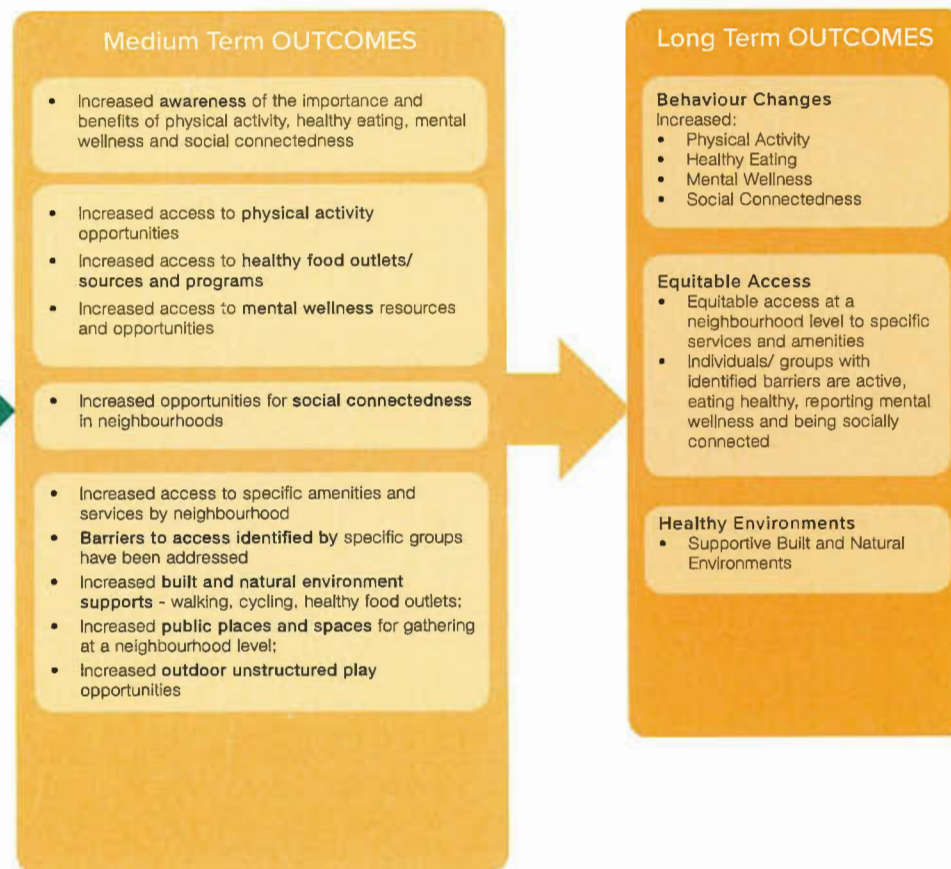 Medium Term OUTCOMES
• Increased awareness of the importance and
benefits of physical activity, healthy eating, mental
wellness and social connectedness
• Increased access to physical activity
opportunities
• Increased access to healthy food outlets/
sources and programs
• Increased access to mental wellness resources
and opportunities
• Increased opportunities for social connectedness
in neighbourhoods
• Increased access to specific amenities and
services by neighbourhood
• Barriers to access identified by specific groups
have been addressed
• Increased built and natural environment
supports - walking, cycling, healthy food outlets;
• Increased public places and spaces for gathering
at a neighbourhood level;
• Increased outdoor unstructured play
opportunities
Long Term OUTCOMES
Behaviour Changes
Increased:
• Physical Activity
• Healthy Eating
• Mental Wellness
• Social Connectedness
Equitable Access
• Equitable access at a
neighbourhood level to specific
services and amenities
• Individuals/ groups with
identified barriers are active,
eating healthy, reporting mental
wellness and being socially
connected
Healthy Environments
• Supportive Built and Natural
Environments